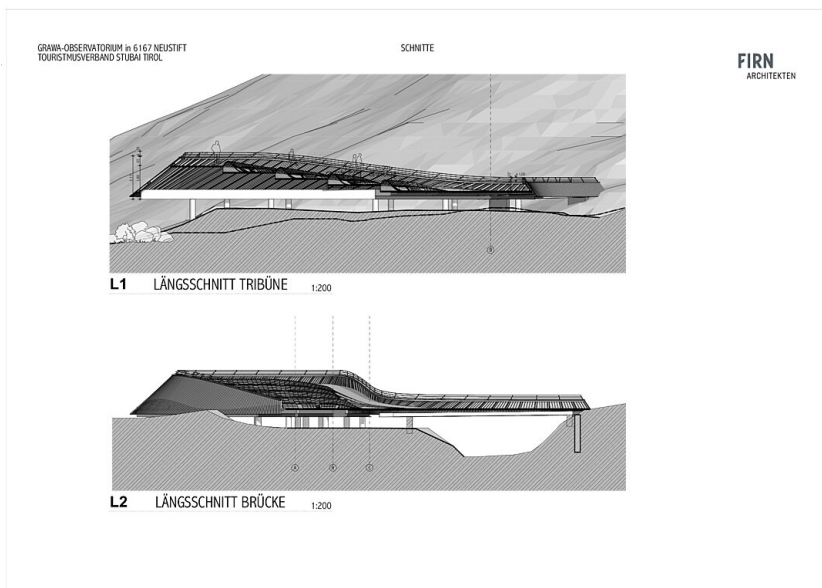 GRAWA-OBSERVATORIUM in 6167 NEUSTIFT
TOURISTMUSVERBAND STUBAI TIROL
SCHNITTE
FIRN
ARCHITEKTEN
L1 LÄNGSSCHNITT TRIBÜNE 1:200
A B C
L2 LÄNGSSCHNITT BRÜCKE 1:200